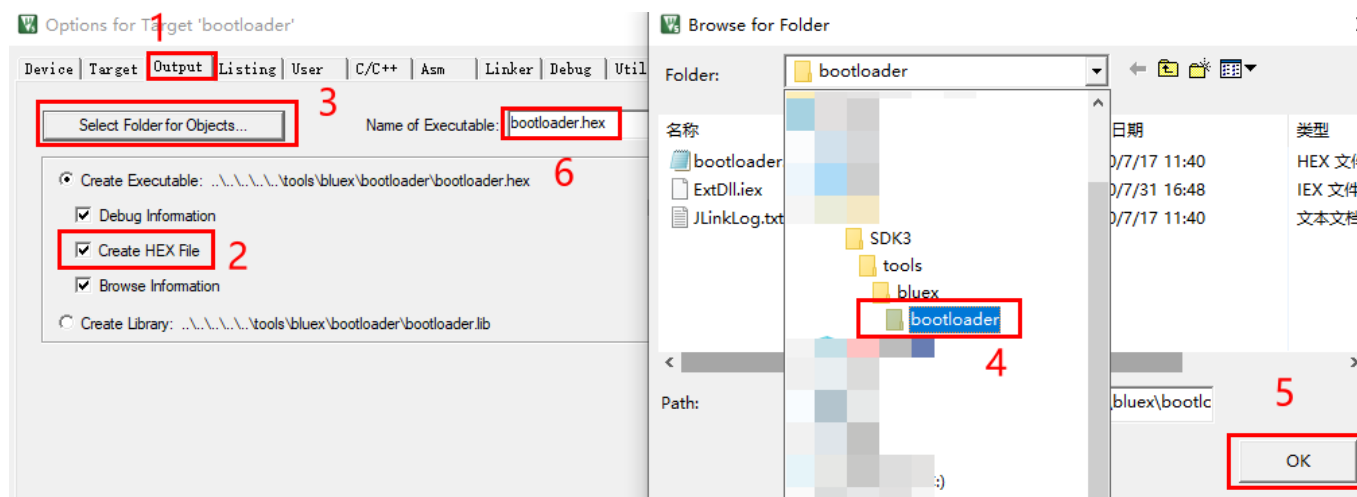 Options for Target 'bootloader'
1
Device Target Output Listing User C/C++ Asm Linker Debug
3
Select Folder for Objects...
Name of Executable: bootloader.hex
6
Create Executable: ..\..\..\..\..\tools\bluex\bootloader\bootloader.hex
Debug Information
Create HEX File
2
Browse Information
Create Library: ..\..\..\..\..\tools\bluex\bootloader\bootloader.lib
Browse for Folder
Folder: bootloader
名称 日期 类型
bootloader 0/7/17 11:40 HEX 文件
ExtDll.iex 0/7/31 16:48 IEX 文件
JLinkLog.txt 0/7/17 11:40 文本文档
SDK3
tools
bluex
bootloader
4
Path: \bluex\bootlc
5
OK
:)